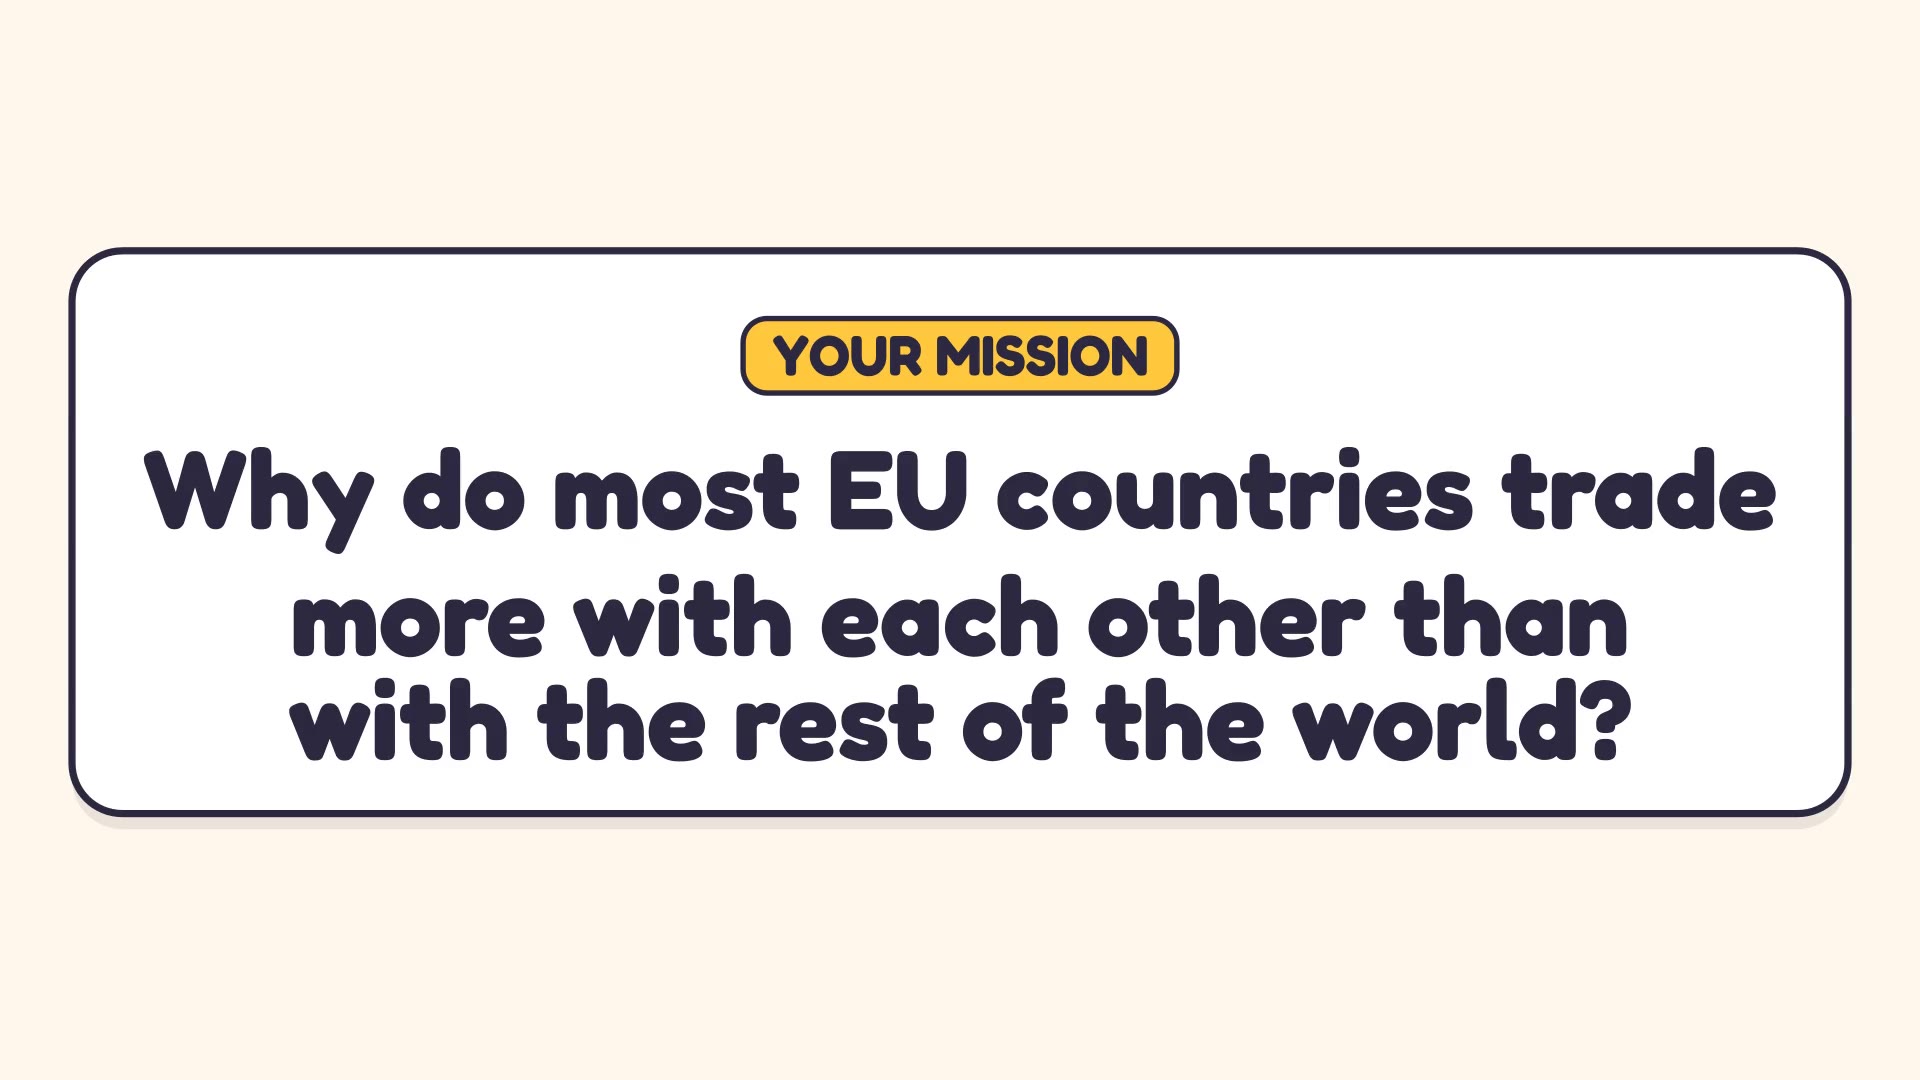 YOUR MISSION
Why do most EU countries trade
more with each other than
with the rest of the world?